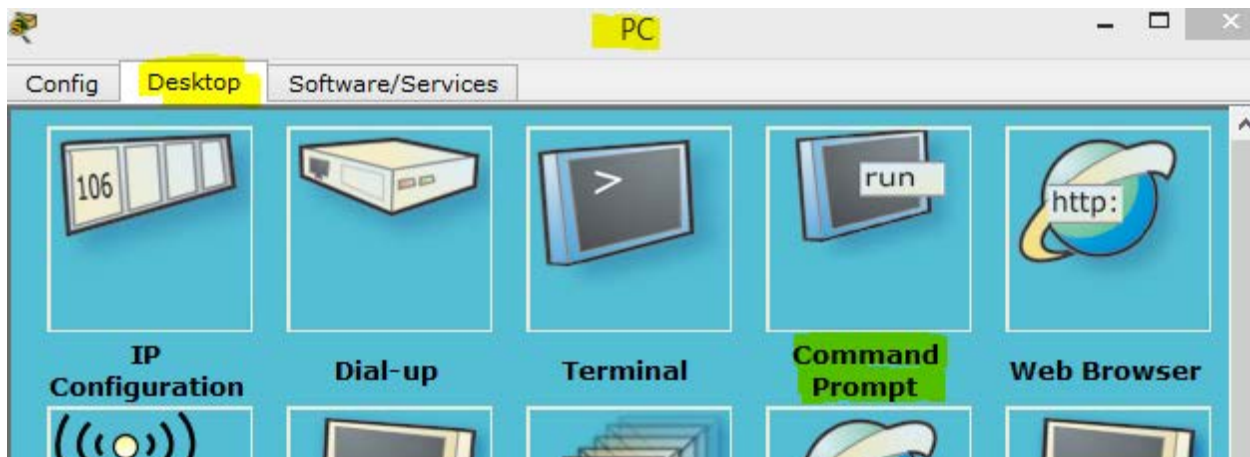 PC
Config Desktop Software/Services
106
>
run
http:
IP Configuration
Dial-up
Terminal
Command Prompt
Web Browser